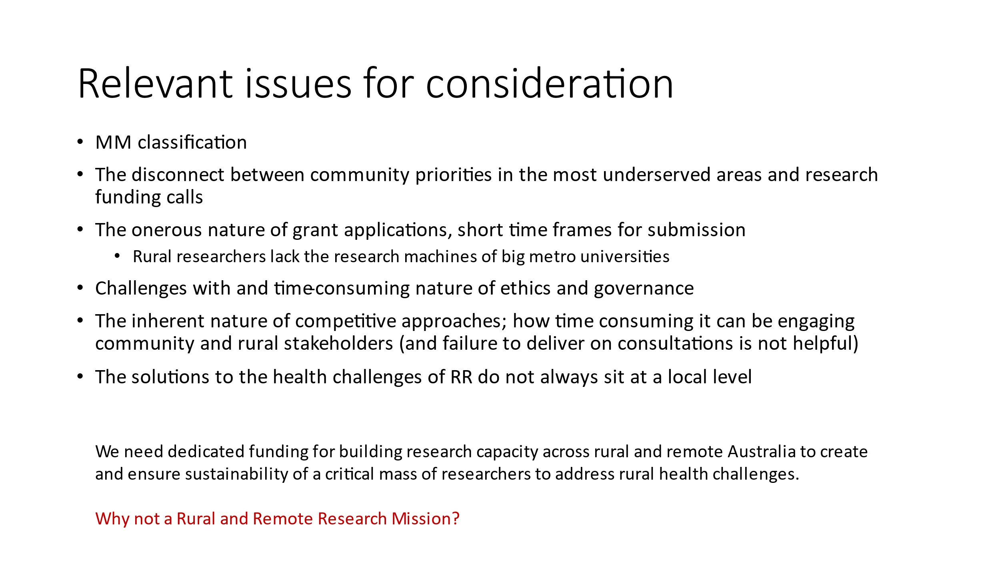 Relevant issues for consideration
• MM classification
• The disconnect between community priorities in the most underserved areas and research
funding calls
• The onerous nature of grant applications, short time frames for submission
• Rural researchers lack the research machines of big metro universities
• Challenges with and time-consuming nature of ethics and governance
• The inherent nature of competitive approaches; how time consuming it can be engaging
community and rural stakeholders (and failure to deliver on consultations is not helpful)
• The solutions to the health challenges of RR do not always sit at a local level
We need dedicated funding for building research capacity across rural and remote Australia to create
and ensure sustainability of a critical mass of researchers to address rural health challenges.
Why not a Rural and Remote Research Mission?